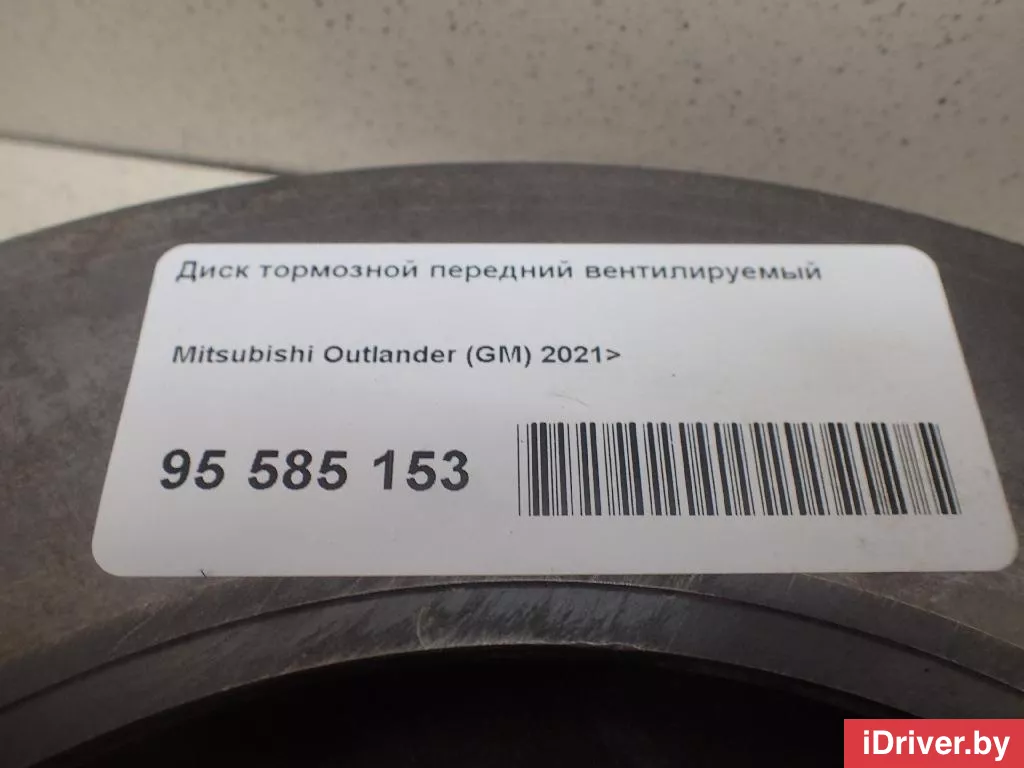 Диск тормозной передний вентилируемый
Mitsubishi Outlander (GM) 2021>
95 585 153
iDriver.by